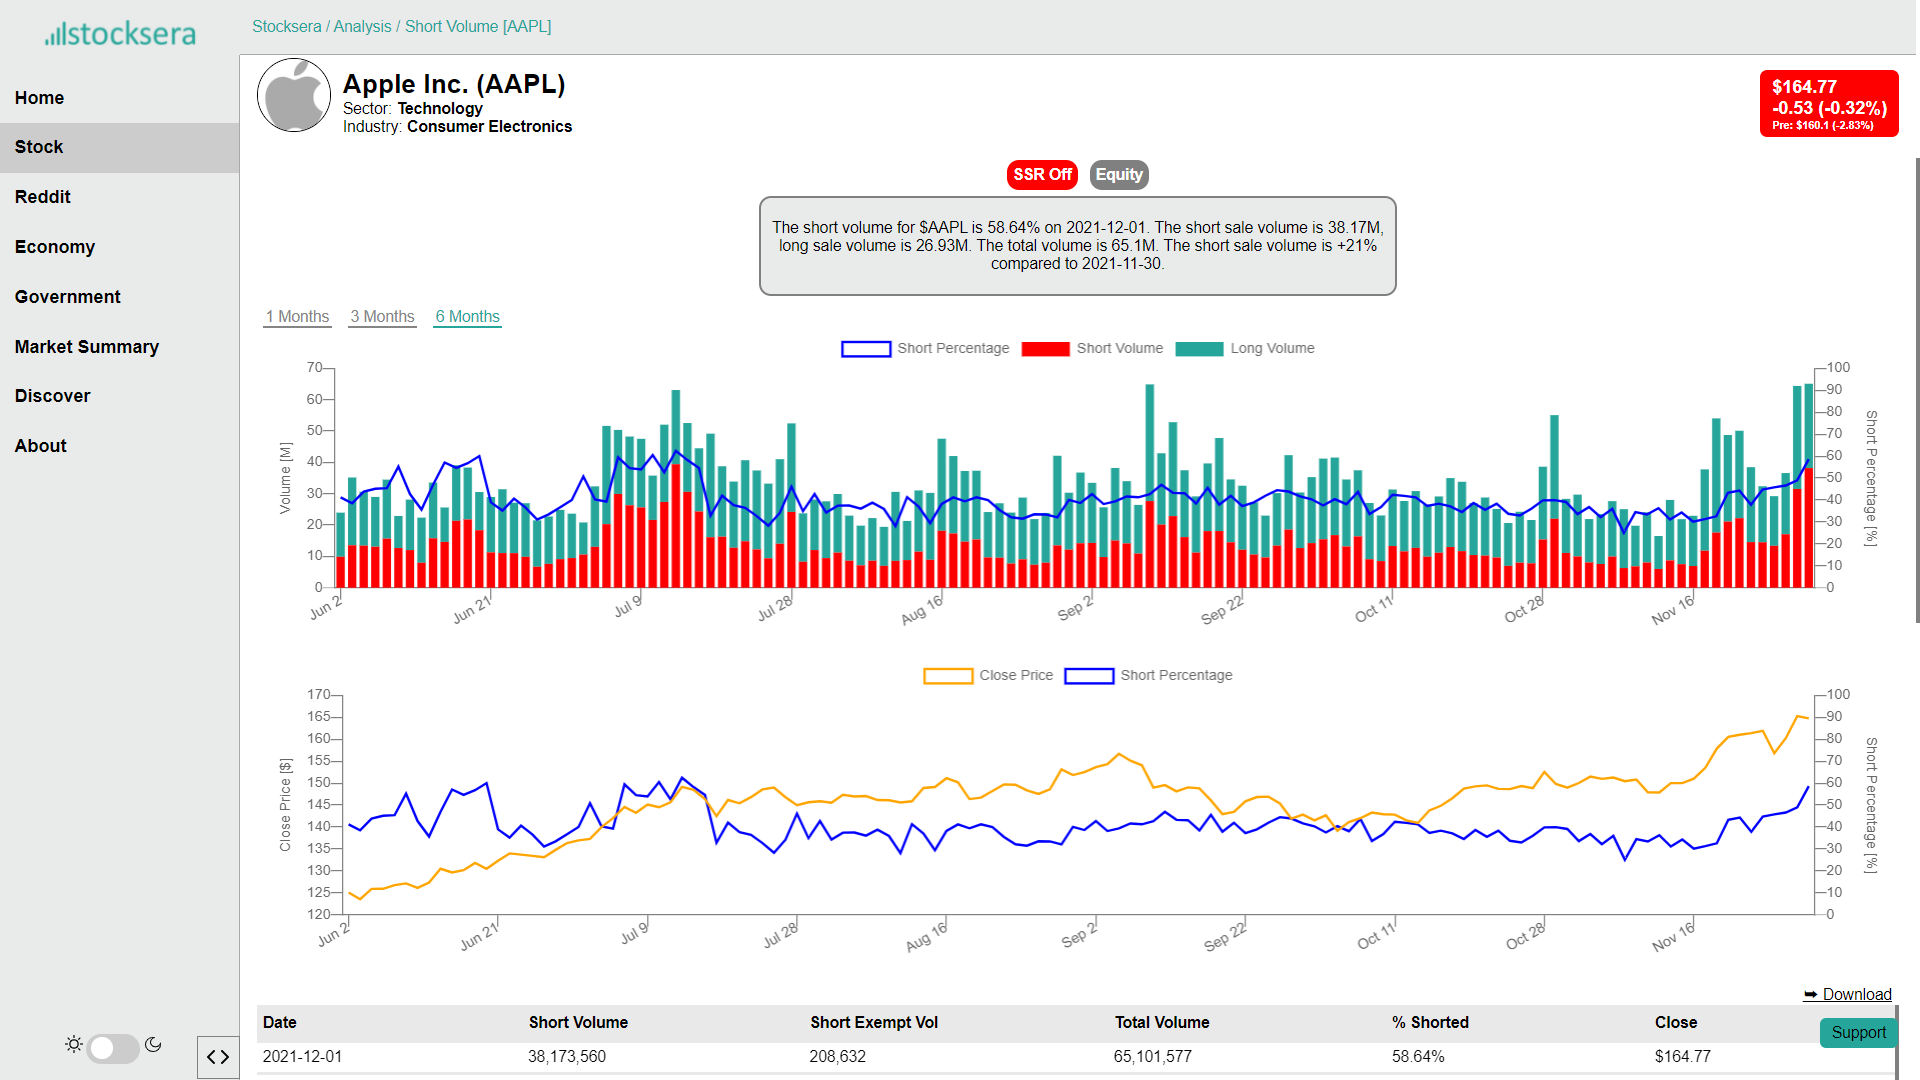 stocksera
Stocksera / Analysis / Short Volume [AAPL]
Home
Stock
Reddit
Economy
Government
Market Summary
Discover
About
Apple Inc. (AAPL)
Sector: Technology
Industry: Consumer Electronics
$164.77
-0.53 (-0.32%)
Pre: $160.1 (-2.83%)
SSR Off
Equity
The short volume for $AAPL is 58.64% on 2021-12-01. The short sale volume is 38.17M,
long sale volume is 26.93M. The total volume is 65.1M. The short sale volume is +21%
compared to 2021-11-30.
1 Months 3 Months 6 Months
Short Percentage Short Volume Long Volume
Volume [M]
70
60
50
40
30
20
10
0
100
90
80
70
60
50
40
30
20
10
0
Short Percentage [%]
Jun 2 Jun 21 Jul 9 Jul 28 Aug 16 Sep 2 Sep 22 Oct 11 Oct 28 Nov 16
Close Price Short Percentage
Close Price [$]
170
165
160
155
150
145
140
135
130
125
120
100
90
80
70
60
50
40
30
20
10
0
Short Percentage [%]
Jun 2 Jun 21 Jul 9 Jul 28 Aug 16 Sep 2 Sep 22 Oct 11 Oct 28 Nov 16
➥ Download
Date Short Volume Short Exempt Vol Total Volume % Shorted Close
2021-12-01 38,173,560 208,632 65,101,577 58.64% $164.77
Support